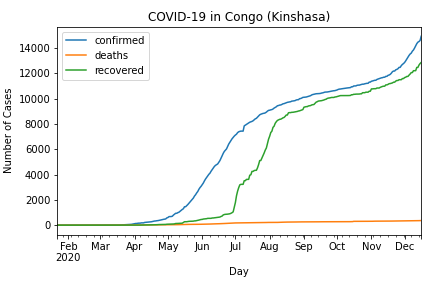 COVID-19 in Congo (Kinshasa)
confirmed
deaths
recovered
Number of Cases
14000
12000
10000
8000
6000
4000
2000
0
Feb Mar Apr May Jun Jul Aug Sep Oct Nov Dec
2020
Day